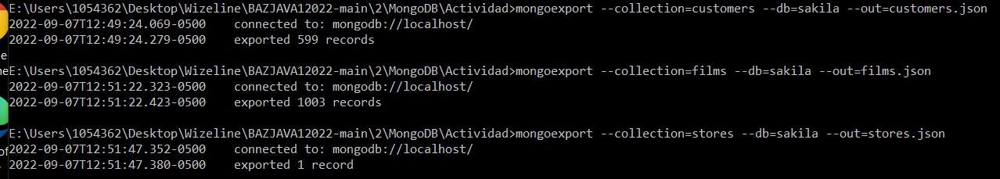 E:\Users\1054362\Desktop\Wizeline\BAZJAVA12022-main\2\MongoDB\Actividad>mongoexport --collection=customers --db=sakila --out=customers.json
2022-09-07T12:49:24.069-0500    connected to: mongodb://localhost/
2022-09-07T12:49:24.279-0500    exported 599 records
E:\Users\1054362\Desktop\Wizeline\BAZJAVA12022-main\2\MongoDB\Actividad>mongoexport --collection=films --db=sakila --out=films.json
2022-09-07T12:51:22.323-0500    connected to: mongodb://localhost/
2022-09-07T12:51:22.423-0500    exported 1003 records
E:\Users\1054362\Desktop\Wizeline\BAZJAVA12022-main\2\MongoDB\Actividad>mongoexport --collection=stores --db=sakila --out=stores.json
2022-09-07T12:51:47.352-0500    connected to: mongodb://localhost/
2022-09-07T12:51:47.380-0500    exported 1 record